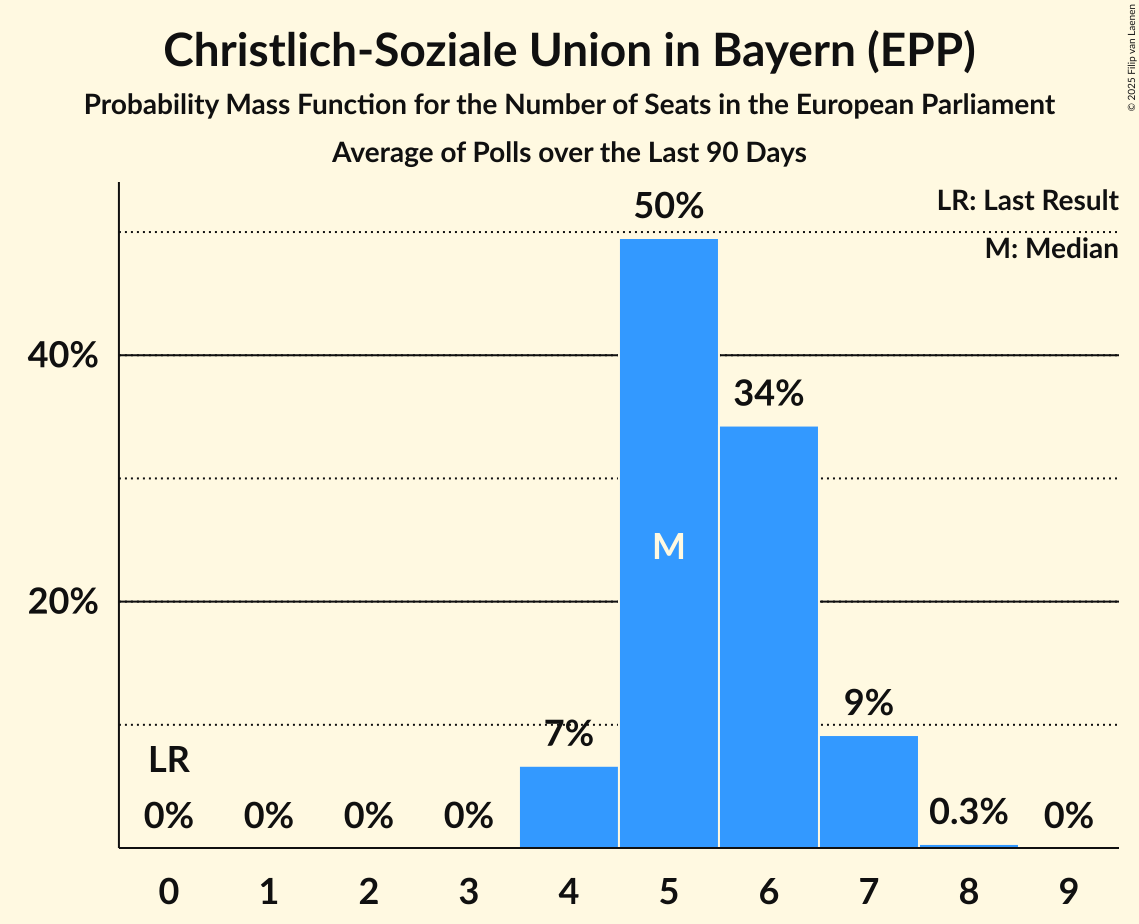 Christlich-Soziale Union in Bayern (EPP)
Probability Mass Function for the Number of Seats in the European Parliament
Average of Polls over the Last 90 Days
© 2025 Filip van Laenen
LR: Last Result
M: Median
50%
40%
34%
M
20%
9%
7%
LR
0% 0% 0% 0% 0.3% 0%
0 1 2 3 4 5 6 7 8 9